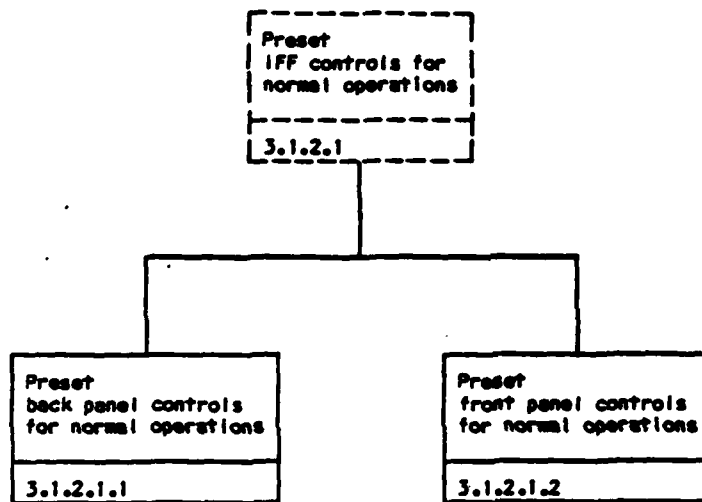 Preset
IFF controls for
normal operations
3.1.2.1
Preset
back panel controls
for normal operations
3.1.2.1.1
Preset
front panel controls
for normal operations
3.1.2.1.2